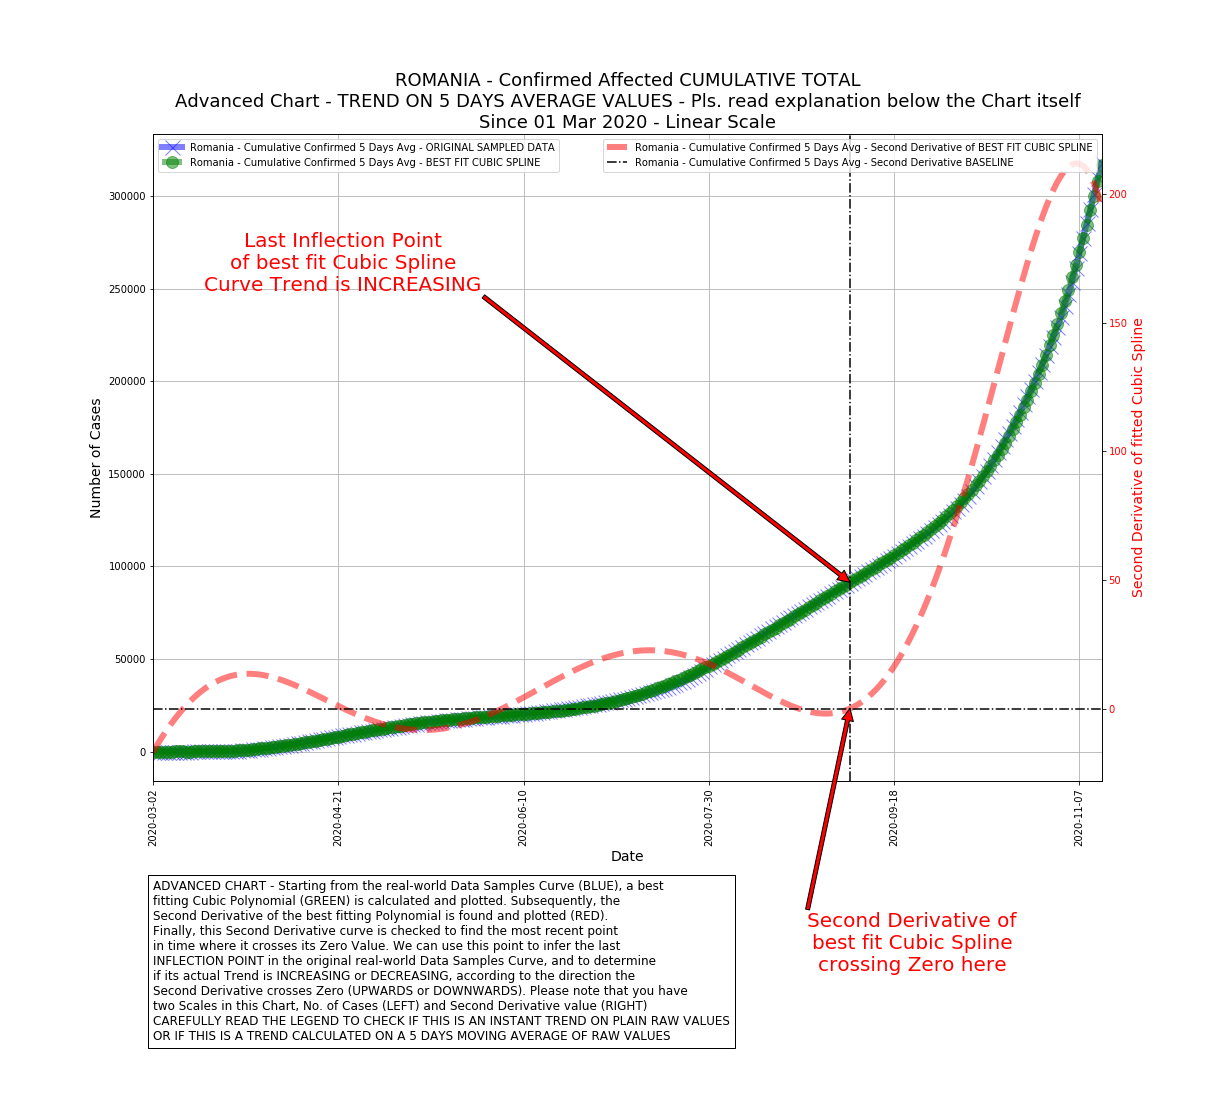 ROMANIA - Confirmed Affected CUMULATIVE TOTAL
Advanced Chart - TREND ON 5 DAYS AVERAGE VALUES - Pls. read explanation below the Chart itself
Since 01 Mar 2020 - Linear Scale
Romania - Cumulative Confirmed 5 Days Avg - ORIGINAL SAMPLED DATA
Romania - Cumulative Confirmed 5 Days Avg - BEST FIT CUBIC SPLINE
Romania - Cumulative Confirmed 5 Days Avg - Second Derivative of BEST FIT CUBIC SPLINE
Romania - Cumulative Confirmed 5 Days Avg - Second Derivative BASELINE
Last Inflection Point
of best fit Cubic Spline
Curve Trend is INCREASING
Number of Cases
300000
250000
200000
150000
100000
50000
0
200
150
100
50
0
Second Derivative of fitted Cubic Spline
2020-03-02
2020-04-21
2020-06-10
2020-07-30
2020-09-18
2020-11-07
Date
Second Derivative of
best fit Cubic Spline
crossing Zero here
ADVANCED CHART - Starting from the real-world Data Samples Curve (BLUE), a best
fitting Cubic Polynomial (GREEN) is calculated and plotted. Subsequently, the
Second Derivative of the best fitting Polynomial is found and plotted (RED).
Finally, this Second Derivative curve is checked to find the most recent point
in time where it crosses its Zero Value. We can use this point to infer the last
INFLECTION POINT in the original real-world Data Samples Curve, and to determine
if its actual Trend is INCREASING or DECREASING, according to the direction the
Second Derivative crosses Zero (UPWARDS or DOWNWARDS). Please note that you have
two Scales in this Chart, No. of Cases (LEFT) and Second Derivative value (RIGHT)
CAREFULLY READ THE LEGEND TO CHECK IF THIS IS AN INSTANT TREND ON PLAIN RAW VALUES
OR IF THIS IS A TREND CALCULATED ON A 5 DAYS MOVING AVERAGE OF RAW VALUES